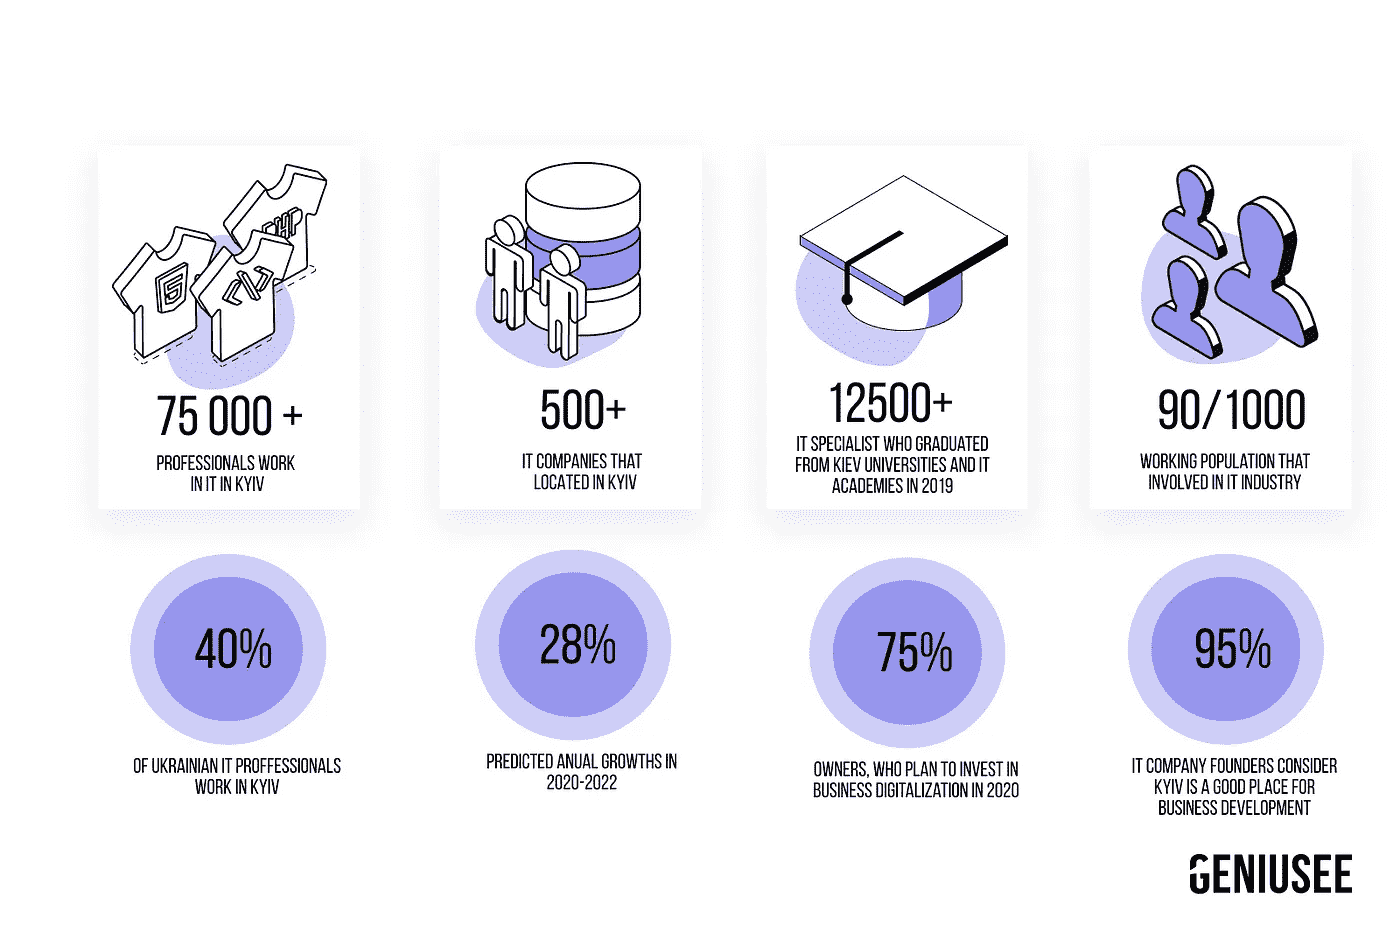 PHP
75 000 +
PROFESSIONALS WORK
IN IT IN KYIV
500+
IT COMPANIES THAT
LOCATED IN KYIV
12500+
IT SPECIALIST WHO GRADUATED
FROM KIEV UNIVERSITIES AND IT
ACADEMIES IN 2019
90/1000
WORKING POPULATION THAT
INVOLVED IN IT INDUSTRY
40%
OF UKRAINIAN IT PROFFESSIONALS
WORK IN KYIV
28%
PREDICTED ANUAL GROWTHS IN
2020-2022
75%
OWNERS, WHO PLAN TO INVEST IN
BUSINESS DIGITALIZATION IN 2020
95%
IT COMPANY FOUNDERS CONSIDER
KYIV IS A GOOD PLACE FOR
BUSINESS DEVELOPMENT
GENIUSEE